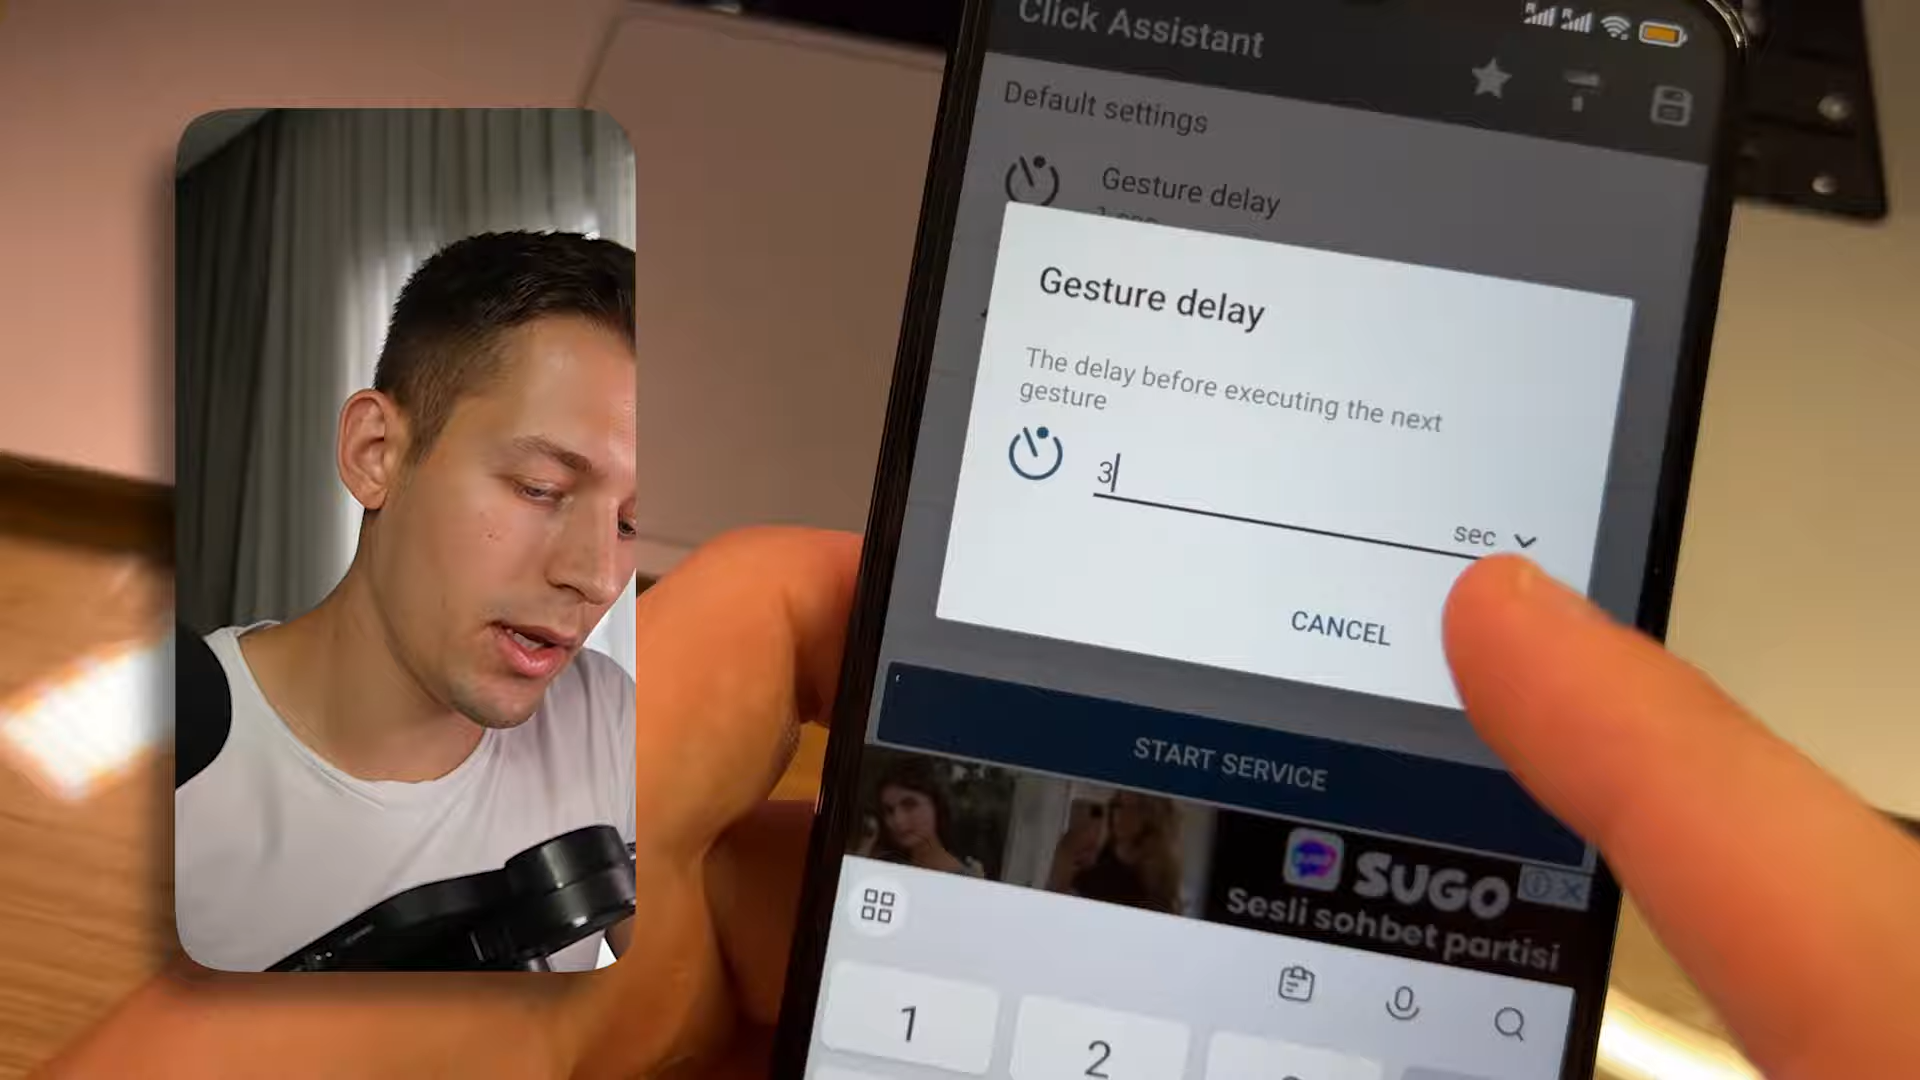 Click Assistant
Default settings
Gesture delay
Gesture delay
The delay before executing the next
gesture
3
sec
CANCEL
START SERVICE
SUGO
Sesli sohbet partisi
1
2